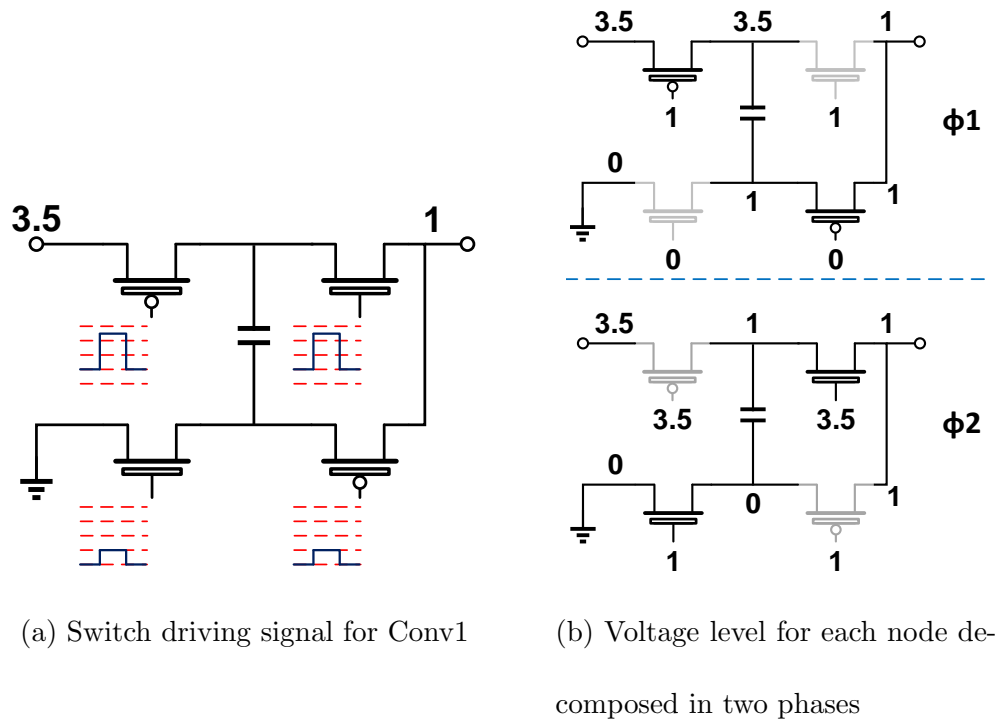 3.5
1
(a) Switch driving signal for Conv1
3.5 3.5 1
1 1
ϕ1
0
1 1
0 0
3.5 1 1
3.5 3.5
ϕ2
0
0 1
1 1
(b) Voltage level for each node de-
composed in two phases